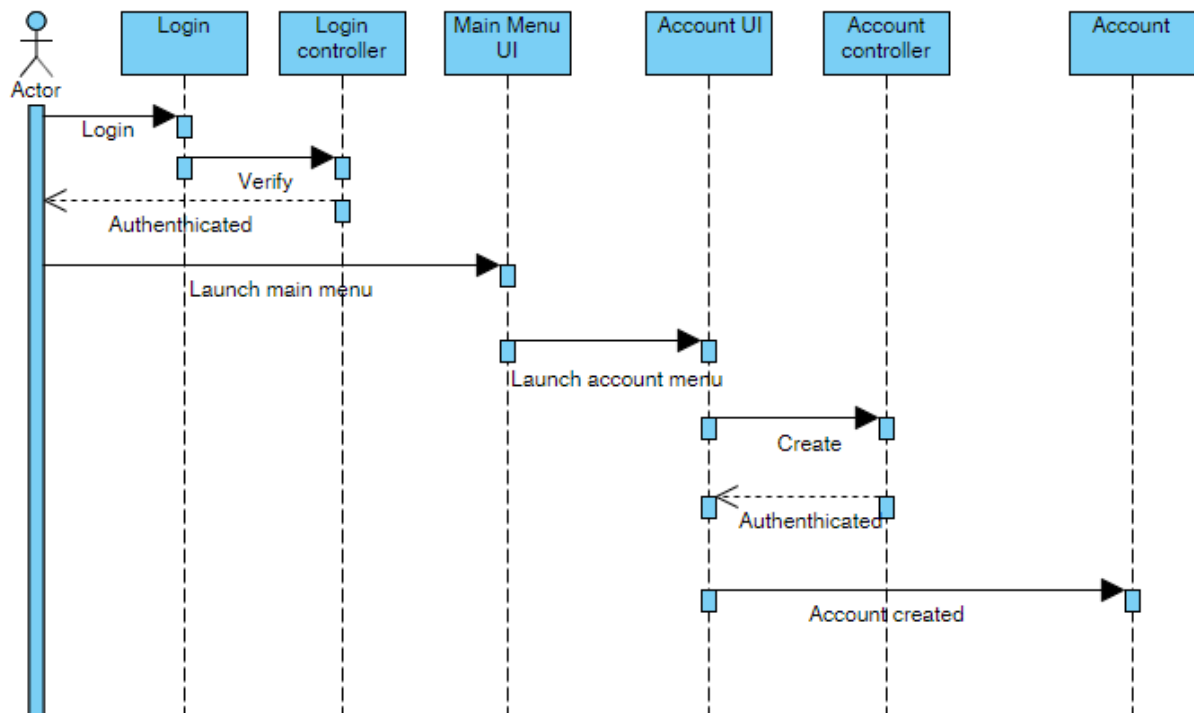 Login
Login
controller
Main Menu
UI
Account UI
Account
controller
Account
Actor
Login
Verify
Authenthicated
Launch main menu
Launch account menu
Create
Authenthicated
Account created